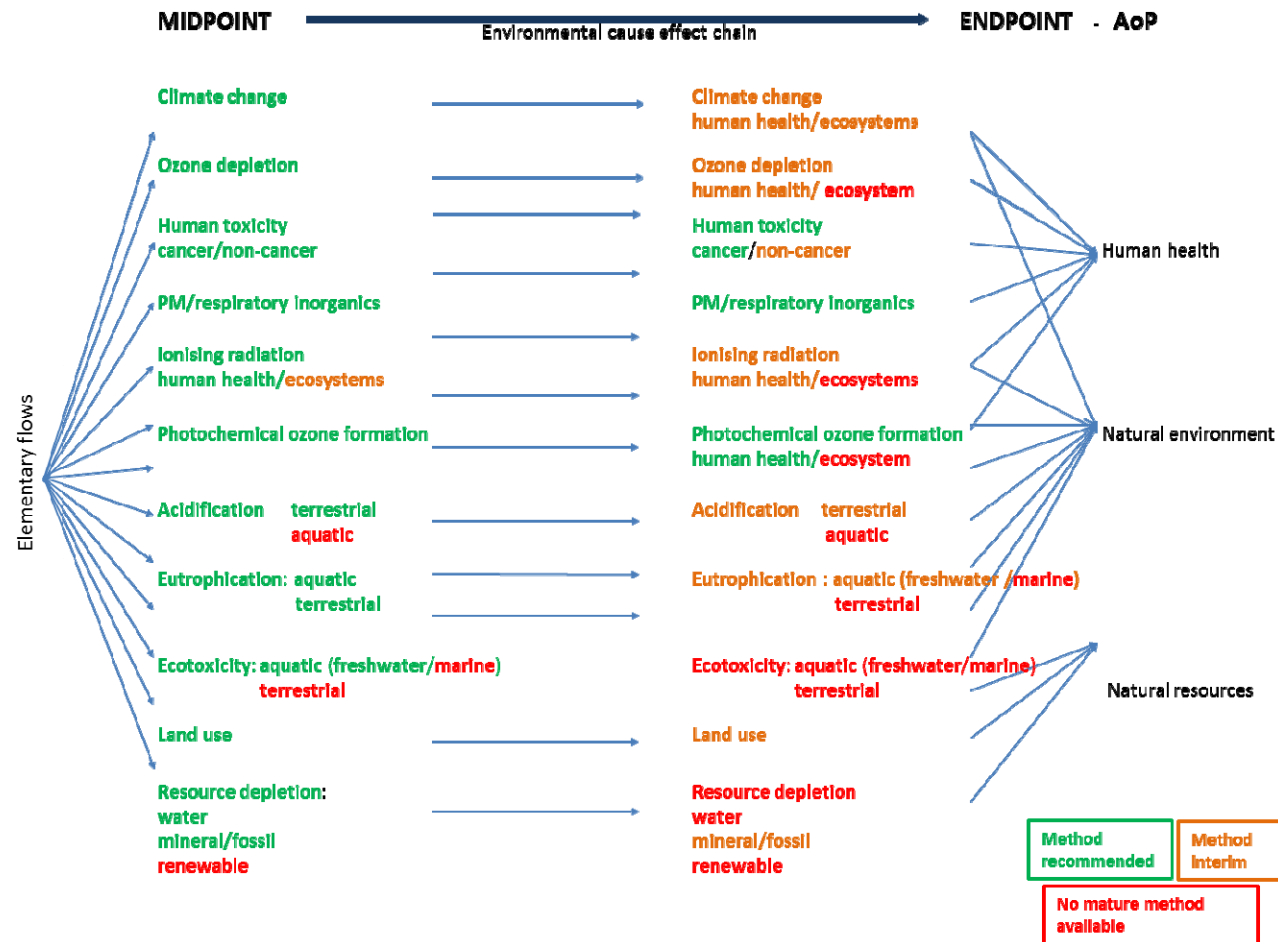 MIDPOINT
Environmental cause effect chain
ENDPOINT - AoP
Elementary flows
Climate change
Ozone depletion
Human toxicity
cancer/non-cancer
PM/respiratory inorganics
Ionising radiation
human health/ecosystems
Photochemical ozone formation
Acidification terrestrial
aquatic
Eutrophication: aquatic
terrestrial
Ecotoxicity: aquatic (freshwater/marine)
terrestrial
Land use
Resource depletion:
water
mineral/fossil
renewable
Climate change
human health/ecosystems
Ozone depletion
human health/ ecosystem
Human toxicity
cancer/non-cancer
PM/respiratory inorganics
Ionising radiation
human health/ecosystems
Photochemical ozone formation
human health/ecosystem
Acidification terrestrial
aquatic
Eutrophication : aquatic (freshwater /marine)
terrestrial
Ecotoxicity: aquatic (freshwater/marine)
terrestrial
Land use
Resource depletion
water
mineral/fossil
renewable
Human health
Natural environment
Natural resources
Method
recommended
Method
interim
No mature method
available